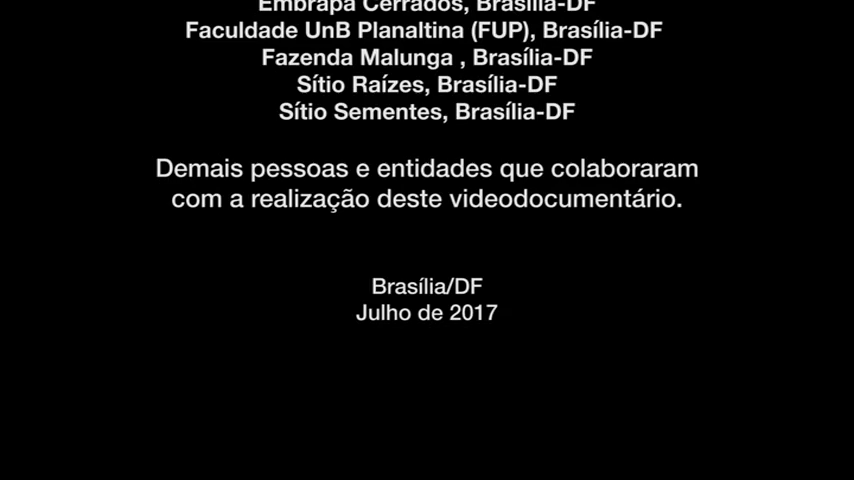 Embrapa Cerrados, Brasília-DF
Faculdade UnB Planaltina (FUP), Brasília-DF
Fazenda Malunga , Brasília-DF
Sítio Raízes, Brasília-DF
Sítio Sementes, Brasília-DF
Demais pessoas e entidades que colaboraram
com a realização deste videodocumentário.
Brasília/DF
Julho de 2017